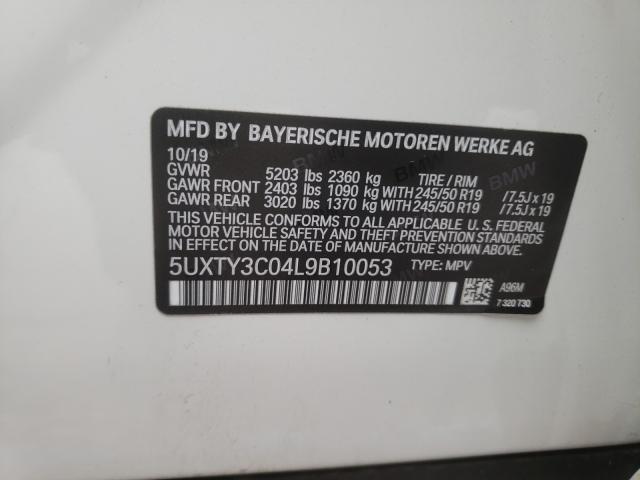 MFD BY BAYERISCHE MOTOREN WERKE AG
10/19
GVWR 5203 lbs 2360 kg TIRE / RIM
GAWR FRONT 2403 lbs 1090 kg WITH 245/50 R19 /7.5J x 19
GAWR REAR 3020 lbs 1370 kg WITH 245/50 R19 /7.5J x 19
THIS VEHICLE CONFORMS TO ALL APPLICABLE U. S. FEDERAL
MOTOR VEHICLE SAFETY STANDARDS IN EFFECT ON THE DATE
OF MANUFACTURE SHOWN ABOVE.
5UXTY3C04L9B10053 TYPE: MPV
A96M
7 320 730